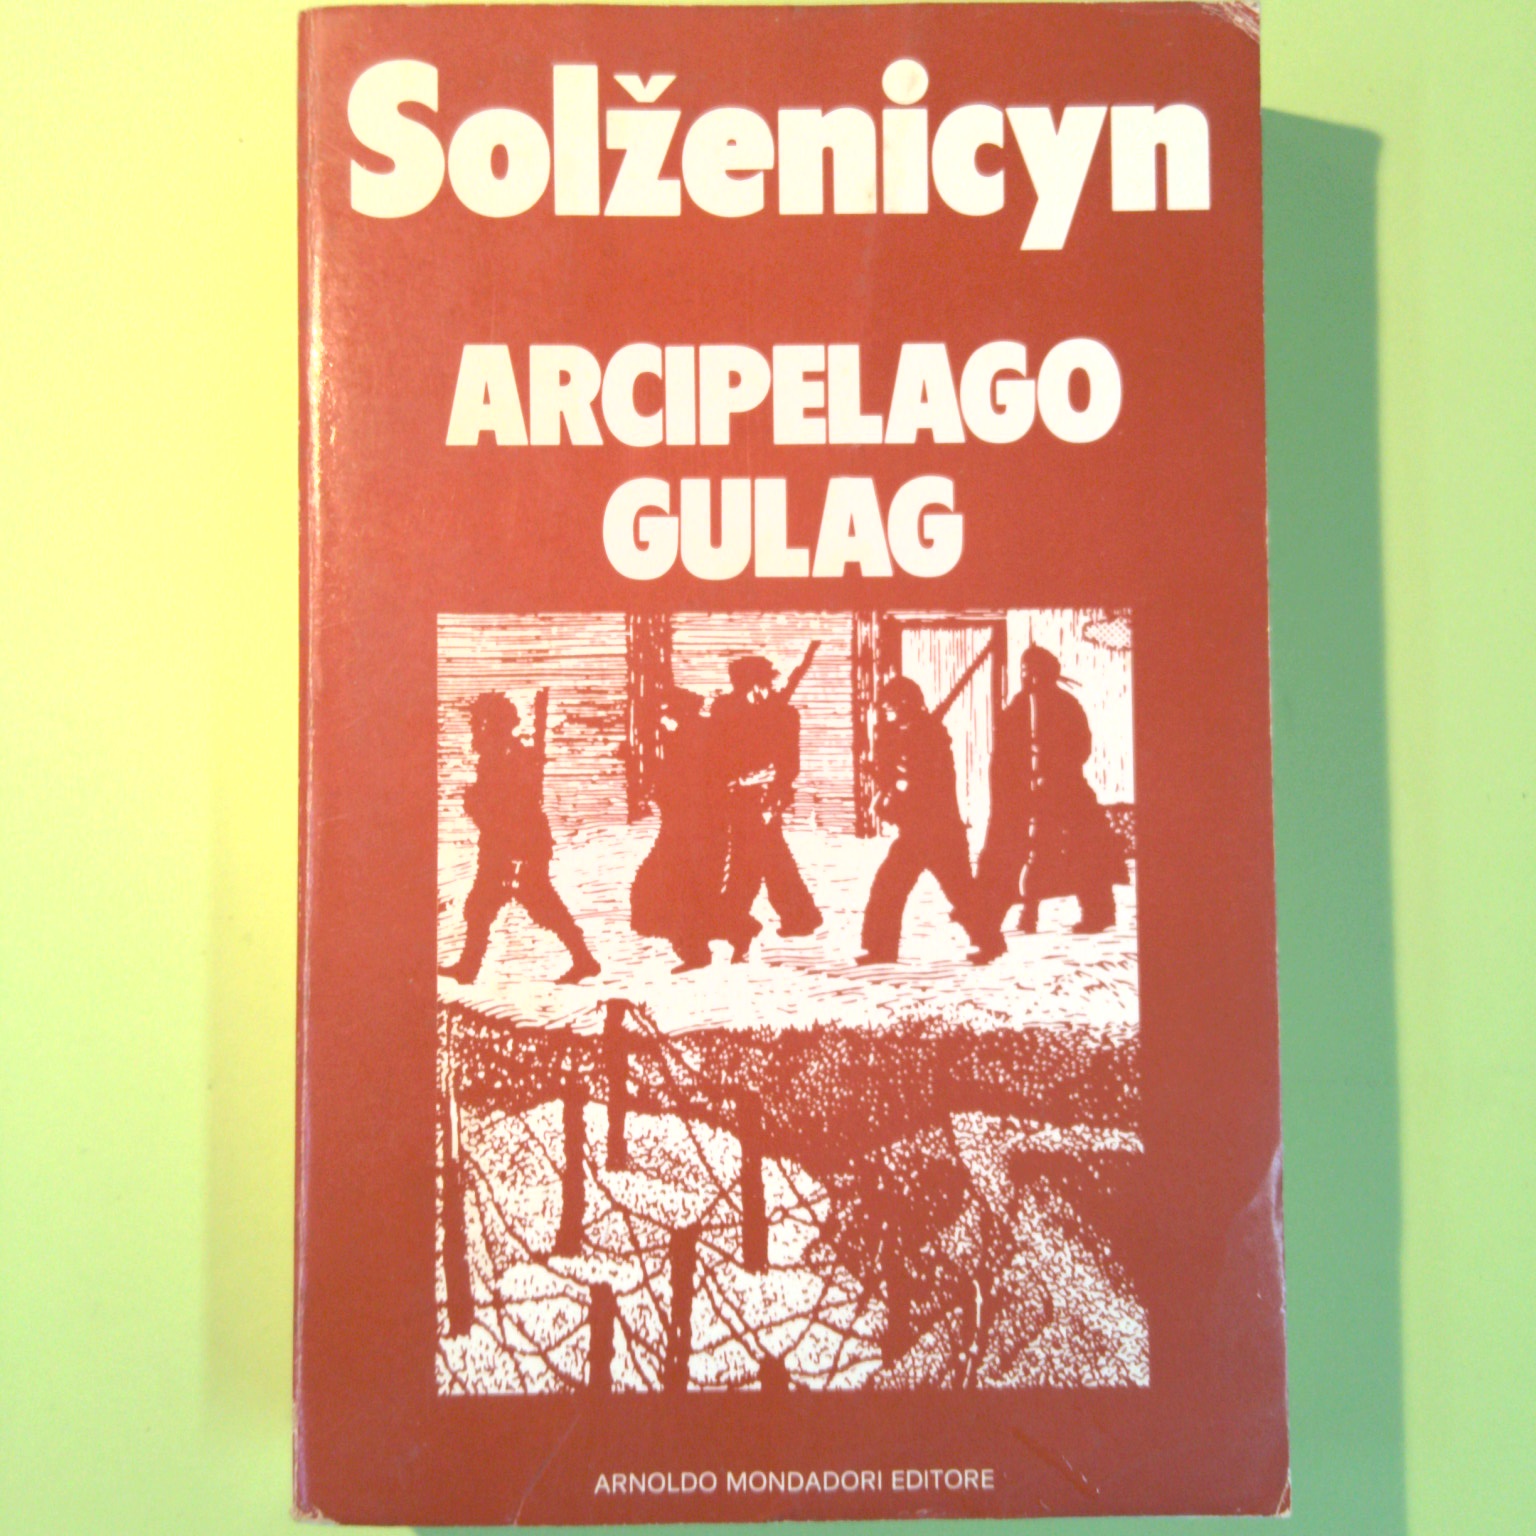 Solženicyn
ARCIPELAGO
GULAG
ARNOLDO MONDADORI EDITORE